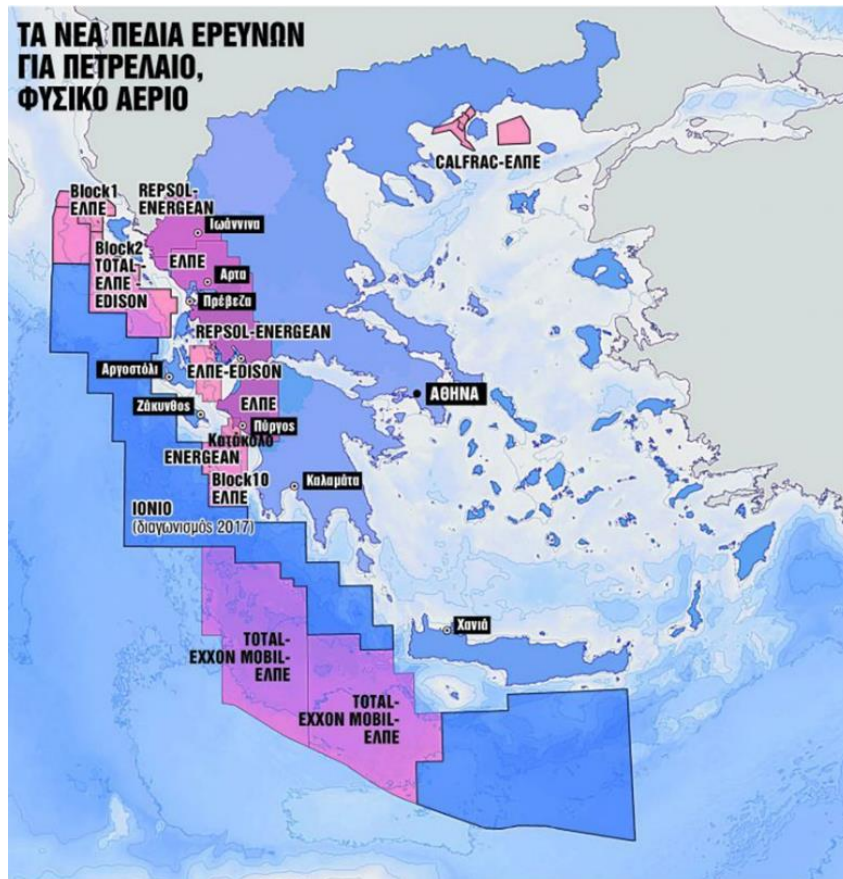 ΤΑ ΝΕΑ ΠΕΔΙΑ ΕΡΕΥΝΩΝ
ΓΙΑ ΠΕΤΡΕΛΑΙΟ,
ΦΥΣΙΚΟ ΑΕΡΙΟ
CALFRAC-ΕΛΠΕ
Block1
ΕΛΠΕ
REPSOL-
ENERGEAN
Ιωάννινα
Block2
TOTAL-
ΕΛΠΕ -
EDISON
ΕΛΠΕ
Αρτα
Πρέβεζα
REPSOL-ENERGEAN
Αργοστόλι
ΕΛΠΕ-EDISON
ΑΘΗΝΑ
Ζάκυνθος
ΕΛΠΕ
Πύργος
Κατάκολο
ENERGEAN
Block10
ΕΛΠΕ
Καλαμάτα
ΙΟΝΙΟ
(διαγωνισμός 2017)
Χανιά
TOTAL-
EXXON MOBIL-
ΕΛΠΕ
TOTAL-
EXXON MOBIL-
ΕΛΠΕ